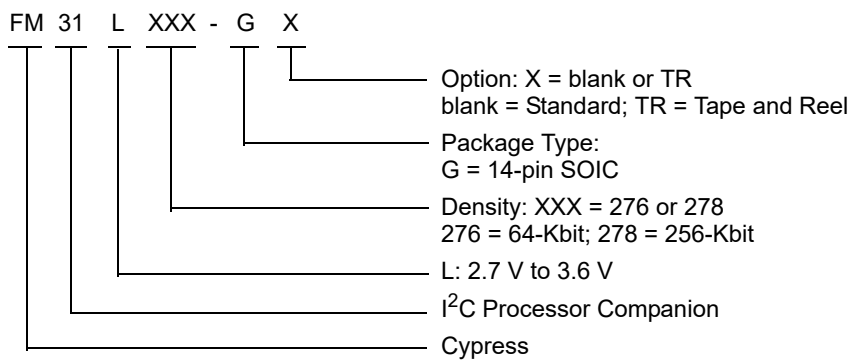 FM 31 L XXX - G X
Option: X = blank or TR
blank = Standard; TR = Tape and Reel
Package Type:
G = 14-pin SOIC
Density: XXX = 276 or 278
276 = 64-Kbit; 278 = 256-Kbit
L: 2.7 V to 3.6 V
I²C Processor Companion
Cypress